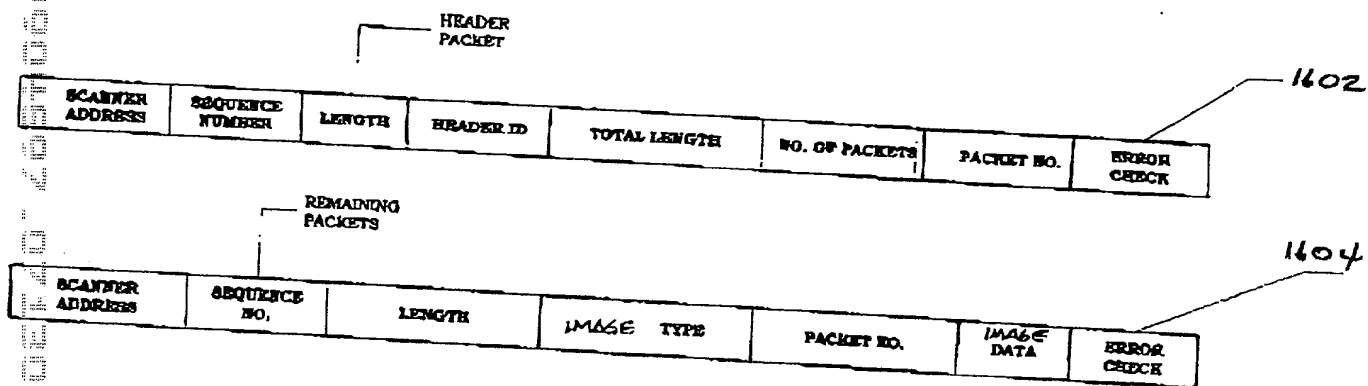 HEADER
PACKET
1602
SCANNER ADDRESS SEQUENCE NUMBER LENGTH HEADER ID TOTAL LENGTH NO. OF PACKETS PACKET NO. ERROR CHECK
REMAINING
PACKETS
1604
SCANNER ADDRESS SEQUENCE NO. LENGTH IMAGE TYPE PACKET NO. IMAGE DATA ERROR CHECK